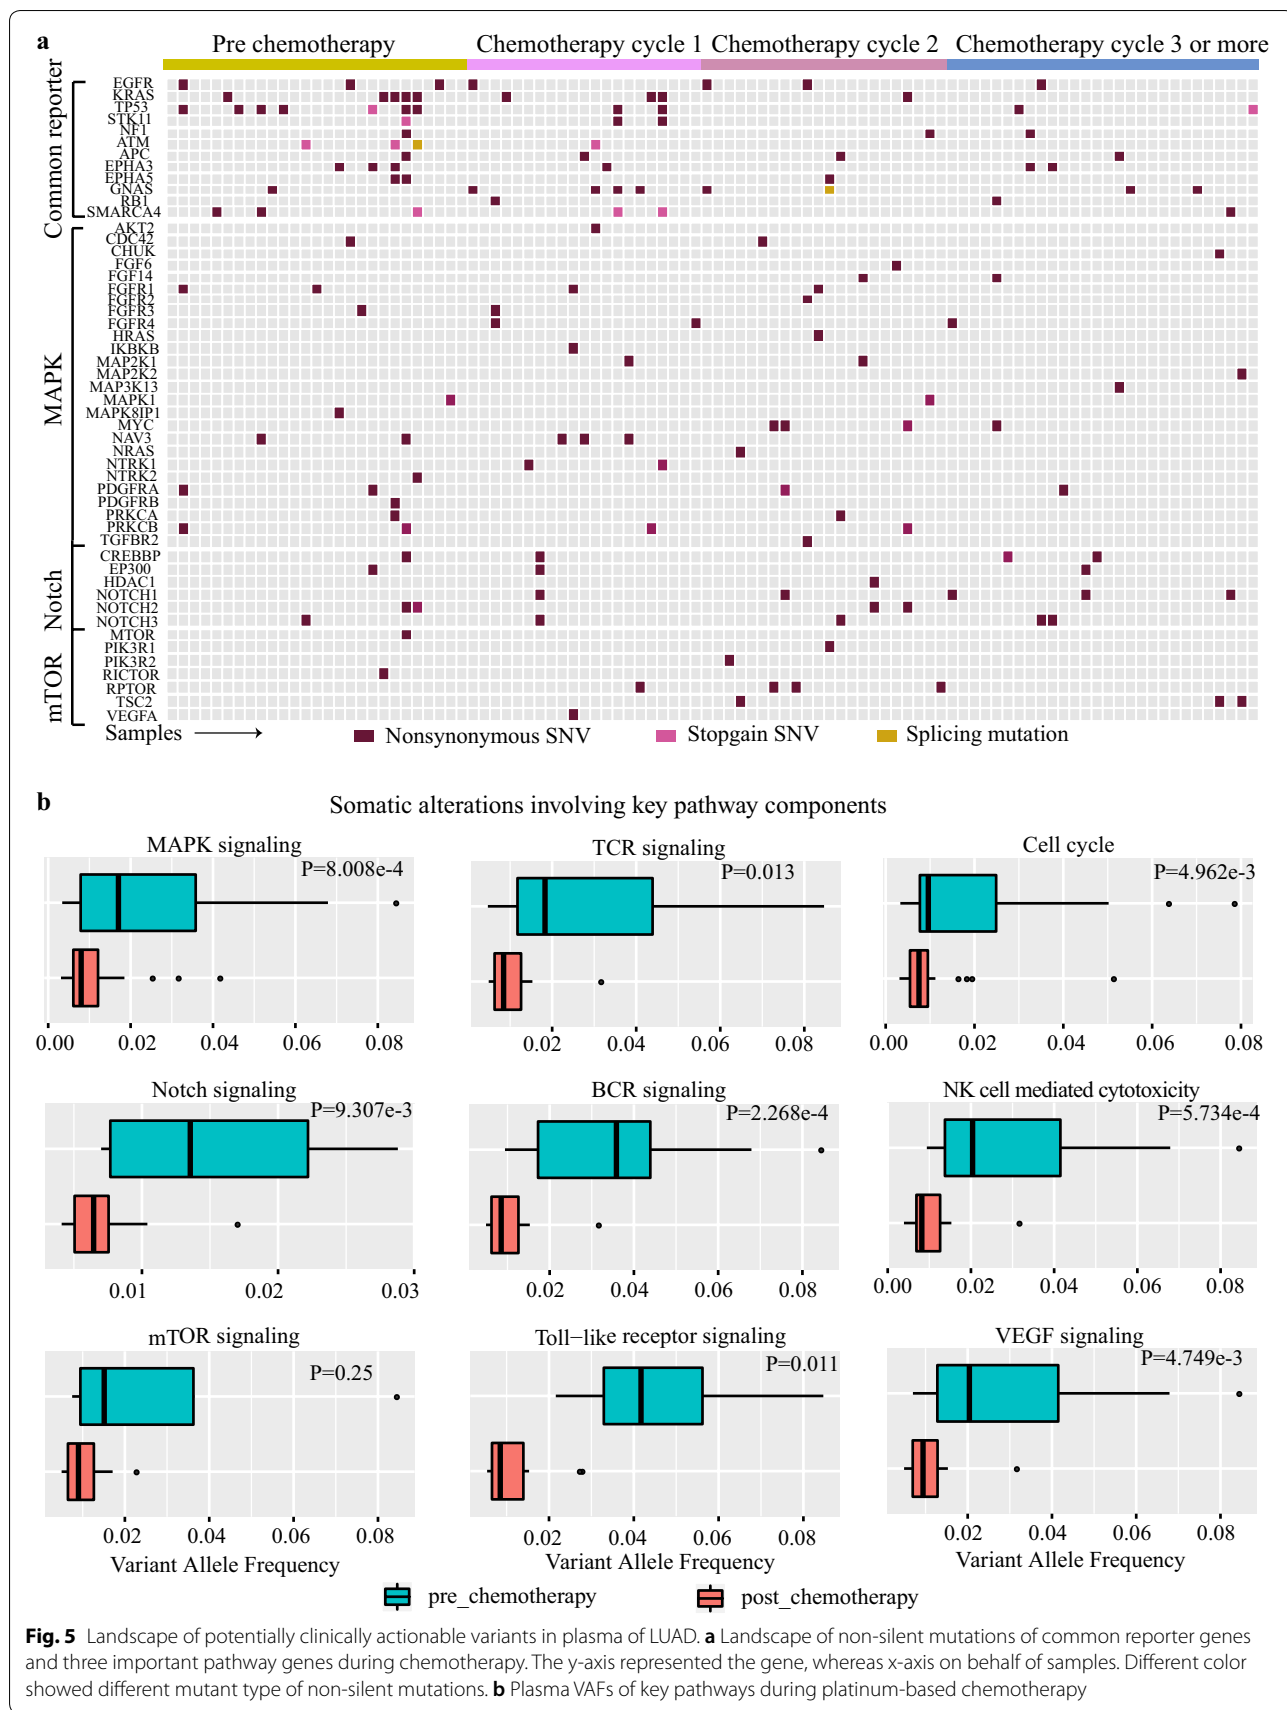 a
Pre chemotherapy Chemotherapy cycle 1 Chemotherapy cycle 2 Chemotherapy cycle 3 or more
Common reporter
EGFR
KRAS
TP53
STK11
NF1
ATM
APC
EPHA3
EPHA5
GNAS
RB1
SMARCA4
MAPK
AKT2
CDC42
CHUK
FGF6
FGF14
FGFR1
FGFR2
FGFR3
FGFR4
HRAS
IKBKB
MAP2K1
MAP2K2
MAP3K13
MAPK1
MAPK8IP1
MYC
NAV3
NRAS
NTRK1
NTRK2
PDGFRA
PDGFRB
PRKCA
PRKCB
TGFBR2
Notch
CREBBP
EP300
HDAC1
NOTCH1
NOTCH2
NOTCH3
mTOR
MTOR
PIK3R1
PIK3R2
RICTOR
RPTOR
TSC2
VEGFA
Samples
Nonsynonymous SNV Stopgain SNV Splicing mutation
b
Somatic alterations involving key pathway components
MAPK signaling
P=8.008e-4
0.00 0.02 0.04 0.06 0.08
TCR signaling
P=0.013
0.02 0.04 0.06 0.08
Cell cycle
P=4.962e-3
0.00 0.02 0.04 0.06 0.08
Notch signaling
P=9.307e-3
0.01 0.02 0.03
BCR signaling
P=2.268e-4
0.02 0.04 0.06 0.08
NK cell mediated cytotoxicity
P=5.734e-4
0.00 0.02 0.04 0.06 0.08
mTOR signaling
P=0.25
0.02 0.04 0.06 0.08
Variant Allele Frequency
Toll−like receptor signaling
P=0.011
0.02 0.04 0.06 0.08
Variant Allele Frequency
VEGF signaling
P=4.749e-3
0.02 0.04 0.06 0.08
Variant Allele Frequency
pre_chemotherapy post_chemotherapy
Fig. 5 Landscape of potentially clinically actionable variants in plasma of LUAD. a Landscape of non-silent mutations of common reporter genes
and three important pathway genes during chemotherapy. The y-axis represented the gene, whereas x-axis on behalf of samples. Different color
showed different mutant type of non-silent mutations. b Plasma VAFs of key pathways during platinum-based chemotherapy